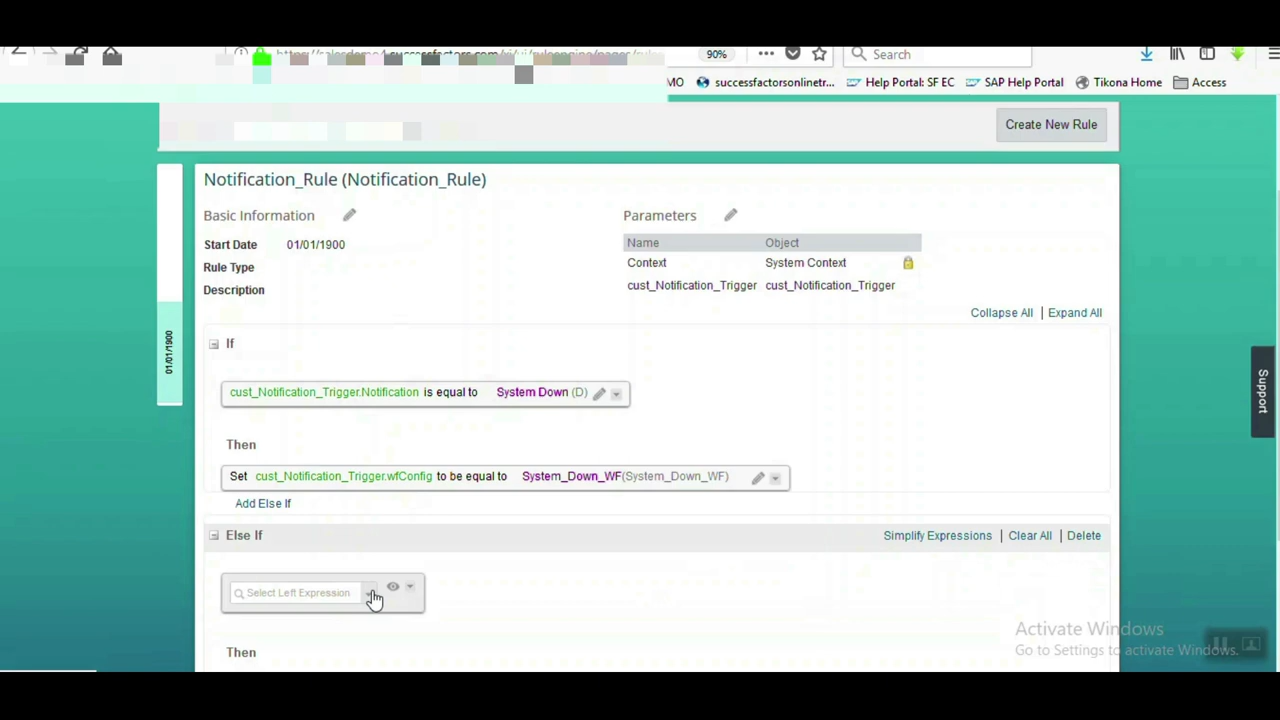 90%
Search
MO successfactorsonlinetr... Help Portal: SF EC SAP Help Portal Tikona Home Access
Create New Rule
Notification_Rule (Notification_Rule)
Basic Information Parameters
Name Object
Start Date 01/01/1900
Context System Context
Rule Type
cust_Notification_Trigger cust_Notification_Trigger
Description
Collapse All | Expand All
01/01/1900
If
cust_Notification_Trigger.Notification is equal to System Down (D)
Support
Then
Set cust_Notification_Trigger.wfConfig to be equal to System_Down_WF(System_Down_WF)
Add Else If
Else If Simplify Expressions | Clear All | Delete
Select Left Expression
Activate Windows
Go to Settings to activate Windows.
Then